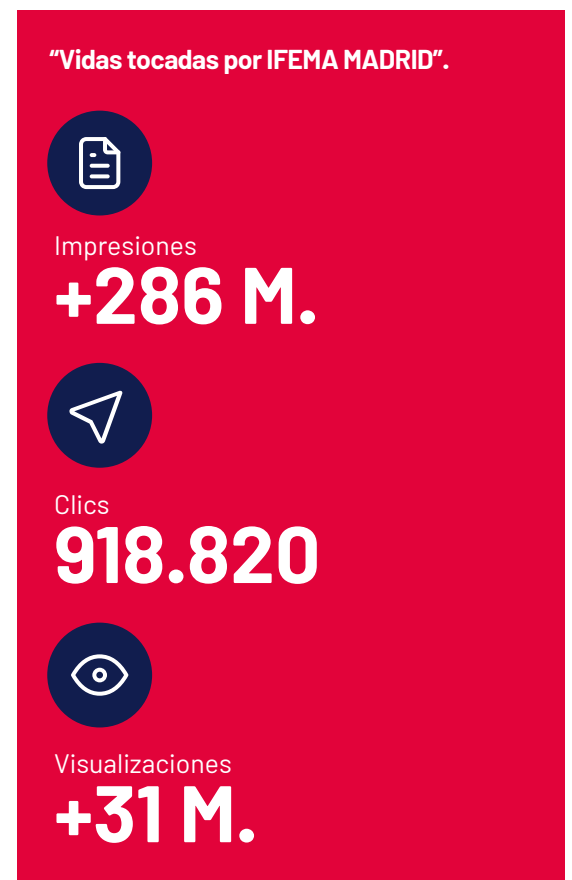 “Vidas tocadas por IFEMA MADRID”.
Impresiones
+286 M.
Clics
918.820
Visualizaciones
+31 M.